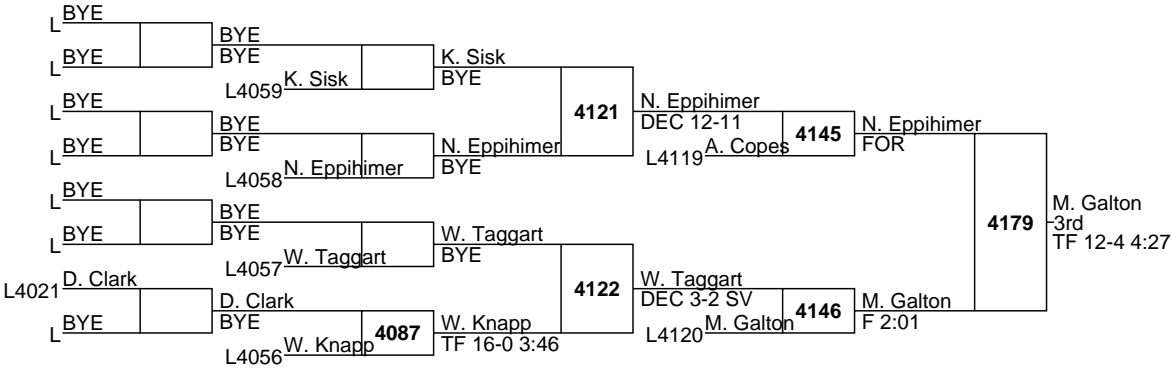 L BYE
BYE
L BYE
BYE
L4059 K. Sisk
K. Sisk
BYE
L BYE
BYE
L BYE
BYE
L4058 N. Eppihimer
N. Eppihimer
BYE
4121
N. Eppihimer
DEC 12-11
L4119 A. Copes
4145
N. Eppihimer
FOR
L BYE
BYE
L BYE
BYE
L4057 W. Taggart
W. Taggart
BYE
L4021 D. Clark
D. Clark
L BYE
BYE
L4056 W. Knapp
4087
W. Knapp
TF 16-0 3:46
4122
W. Taggart
DEC 3-2 SV
L4120 M. Galton
4146
M. Galton
F 2:01
4179
M. Galton
3rd
TF 12-4 4:27